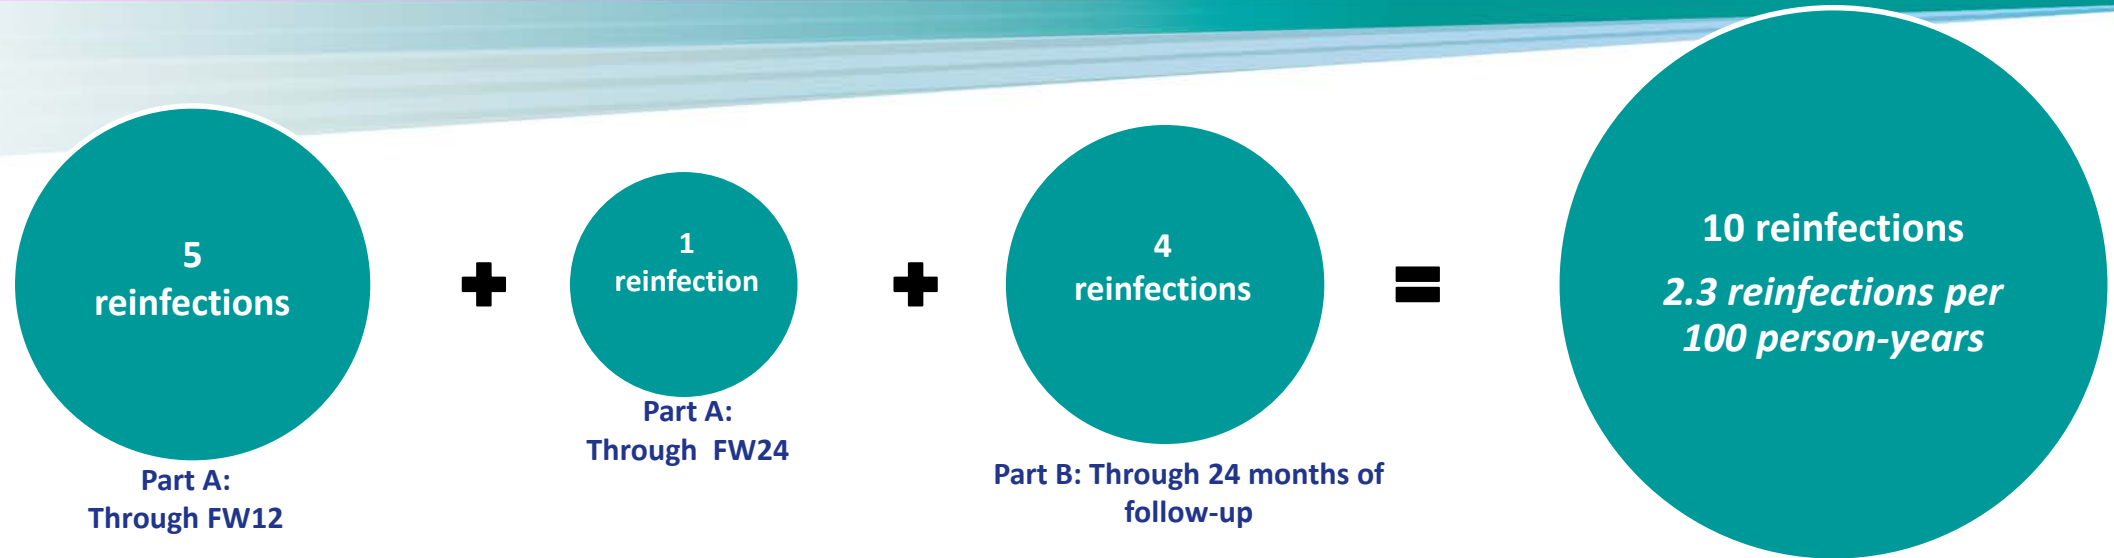 5
reinfections
Part A:
Through FW12
1
reinfection
Part A:
Through FW24
4
reinfections
Part B: Through 24 months of
follow-up
10 reinfections
2.3 reinfections per
100 person-years